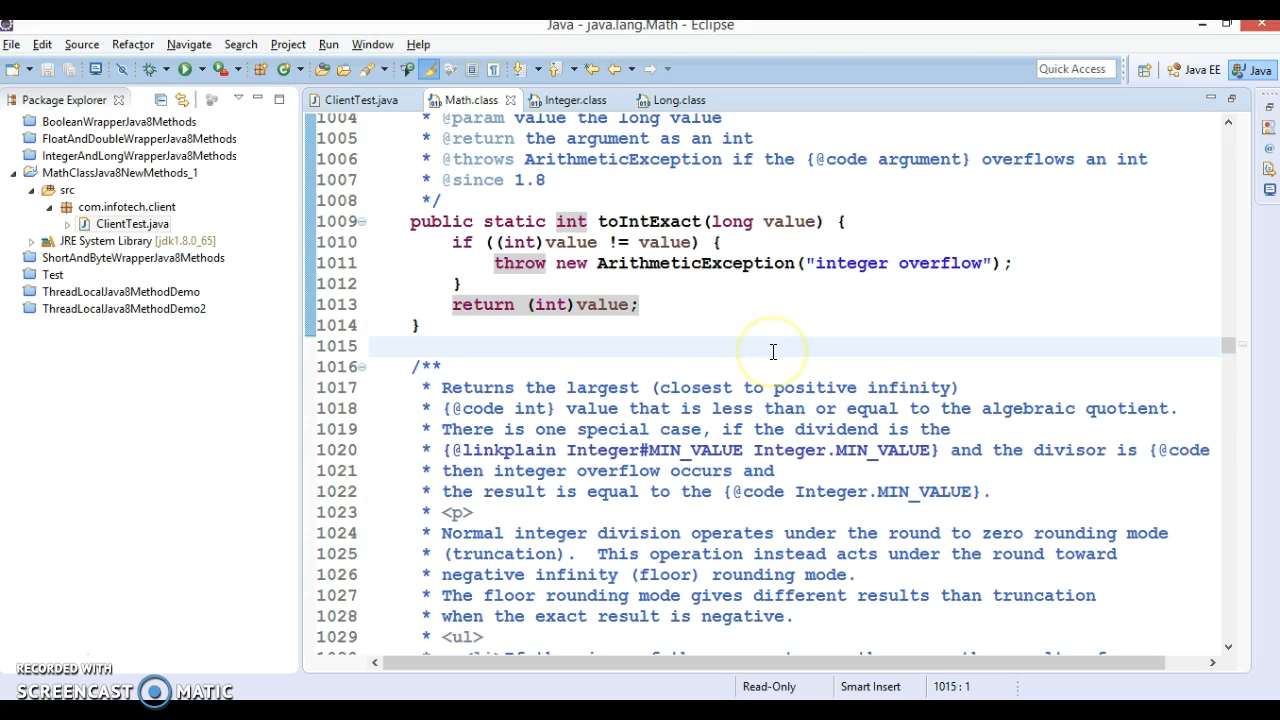 Java - java.lang.Math - Eclipse
File Edit Source Refactor Navigate Search Project Run Window Help
Quick Access Java EE Java
Package Explorer
BooleanWrapperJava8Methods
FloatAndDoubleWrapperJava8Methods
IntegerAndLongWrapperJava8Methods
MathClassJava8NewMethods_1
src
com.infotech.client
ClientTest.java
JRE System Library [jdk1.8.0_65]
ShortAndByteWrapperJava8Methods
Test
ThreadLocalJava8MethodDemo
ThreadLocalJava8MethodDemo2
ClientTest.java Math.class Integer.class Long.class
1004 * @param value the long value
1005 * @return the argument as an int
1006 * @throws ArithmeticException if the {@code argument} overflows an int
1007 * @since 1.8
1008 */
1009 public static int toIntExact(long value) {
1010 if ((int)value != value) {
1011 throw new ArithmeticException("integer overflow");
1012 }
1013 return (int)value;
1014 }
1015
1016 /**
1017 * Returns the largest (closest to positive infinity)
1018 * {@code int} value that is less than or equal to the algebraic quotient.
1019 * There is one special case, if the dividend is the
1020 * {@linkplain Integer#MIN_VALUE Integer.MIN_VALUE} and the divisor is {@code
1021 * then integer overflow occurs and
1022 * the result is equal to the {@code Integer.MIN_VALUE}.
1023 * <p>
1024 * Normal integer division operates under the round to zero rounding mode
1025 * (truncation). This operation instead acts under the round toward
1026 * negative infinity (floor) rounding mode.
1027 * The floor rounding mode gives different results than truncation
1028 * when the exact result is negative.
1029 * <ul>
Read-Only Smart Insert 1015 : 1
RECORDED WITH
SCREENCAST MATIC